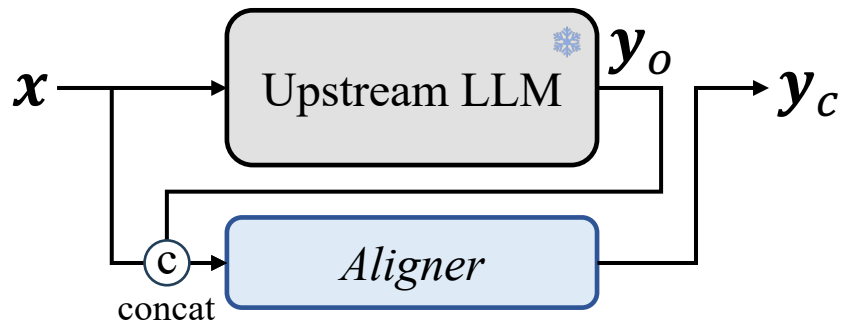 x
Upstream LLM
y_o
y_c
c
Aligner
concat